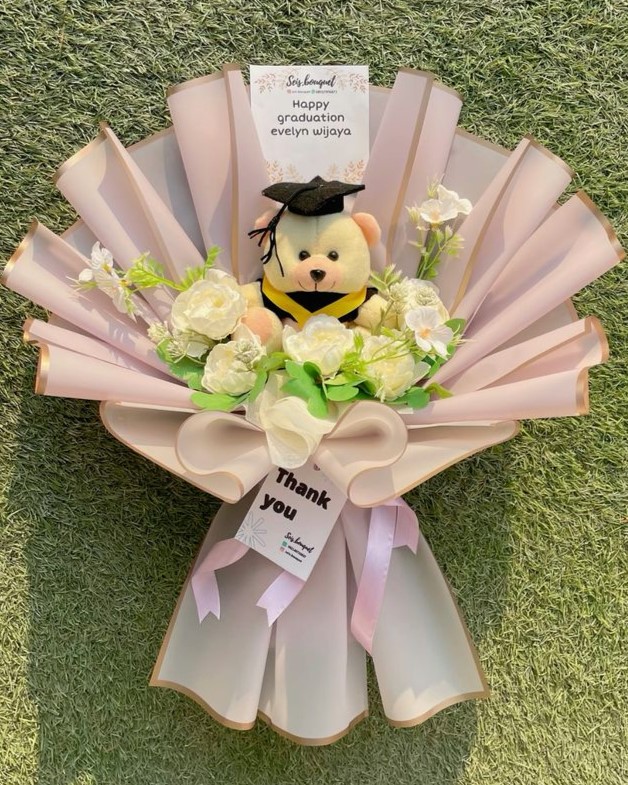 Seis.bouquet
Happy
graduation
evelyn wijaya
Thank
you
Seis.bouquet